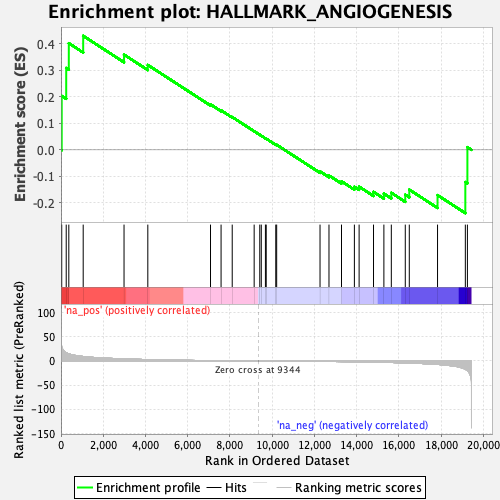 Enrichment plot: HALLMARK_ANGIOGENESIS
Enrichment score (ES)
0.4
0.3
0.2
0.1
0.0
-0.1
-0.2
'na_pos' (positively correlated)
Ranked list metric (PreRanked)
100
50
0
-50
-100
-150
Zero cross at 9344
'na_neg' (negatively correlated)
0 2,000 4,000 6,000 8,000 10,000 12,000 14,000 16,000 18,000 20,000
Rank in Ordered Dataset
Enrichment profile Hits Ranking metric scores